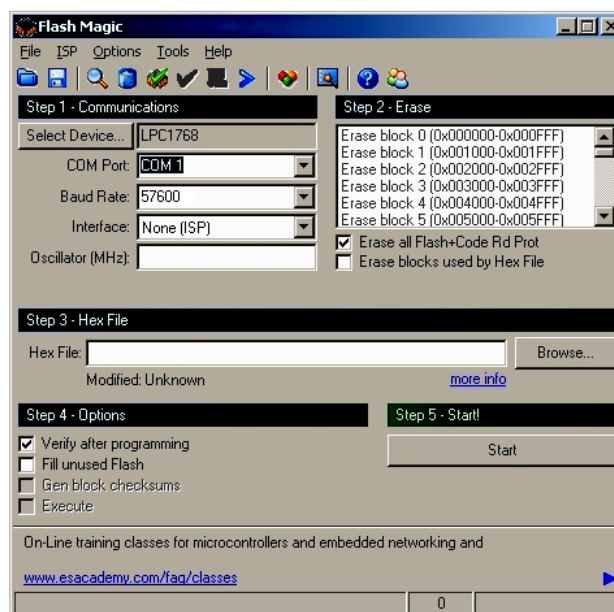 Flash Magic
File ISP Options Tools Help
Step 1 - Communications
Select Device... LPC1768
COM Port: COM 1
Baud Rate: 57600
Interface: None (ISP)
Oscillator (MHz):
Step 2 - Erase
Erase block 0 (0x000000-0x000FFF)
Erase block 1 (0x001000-0x001FFF)
Erase block 2 (0x002000-0x002FFF)
Erase block 3 (0x003000-0x003FFF)
Erase block 4 (0x004000-0x004FFF)
Erase block 5 (0x005000-0x005FFF)
Erase all Flash+Code Rd Prot
Erase blocks used by Hex File
Step 3 - Hex File
Hex File: Browse...
Modified: Unknown more info
Step 4 - Options
Verify after programming
Fill unused Flash
Gen block checksums
Execute
Step 5 - Start!
Start
On-Line training classes for microcontrollers and embedded networking and
www.esacademy.com/faq/classes
0